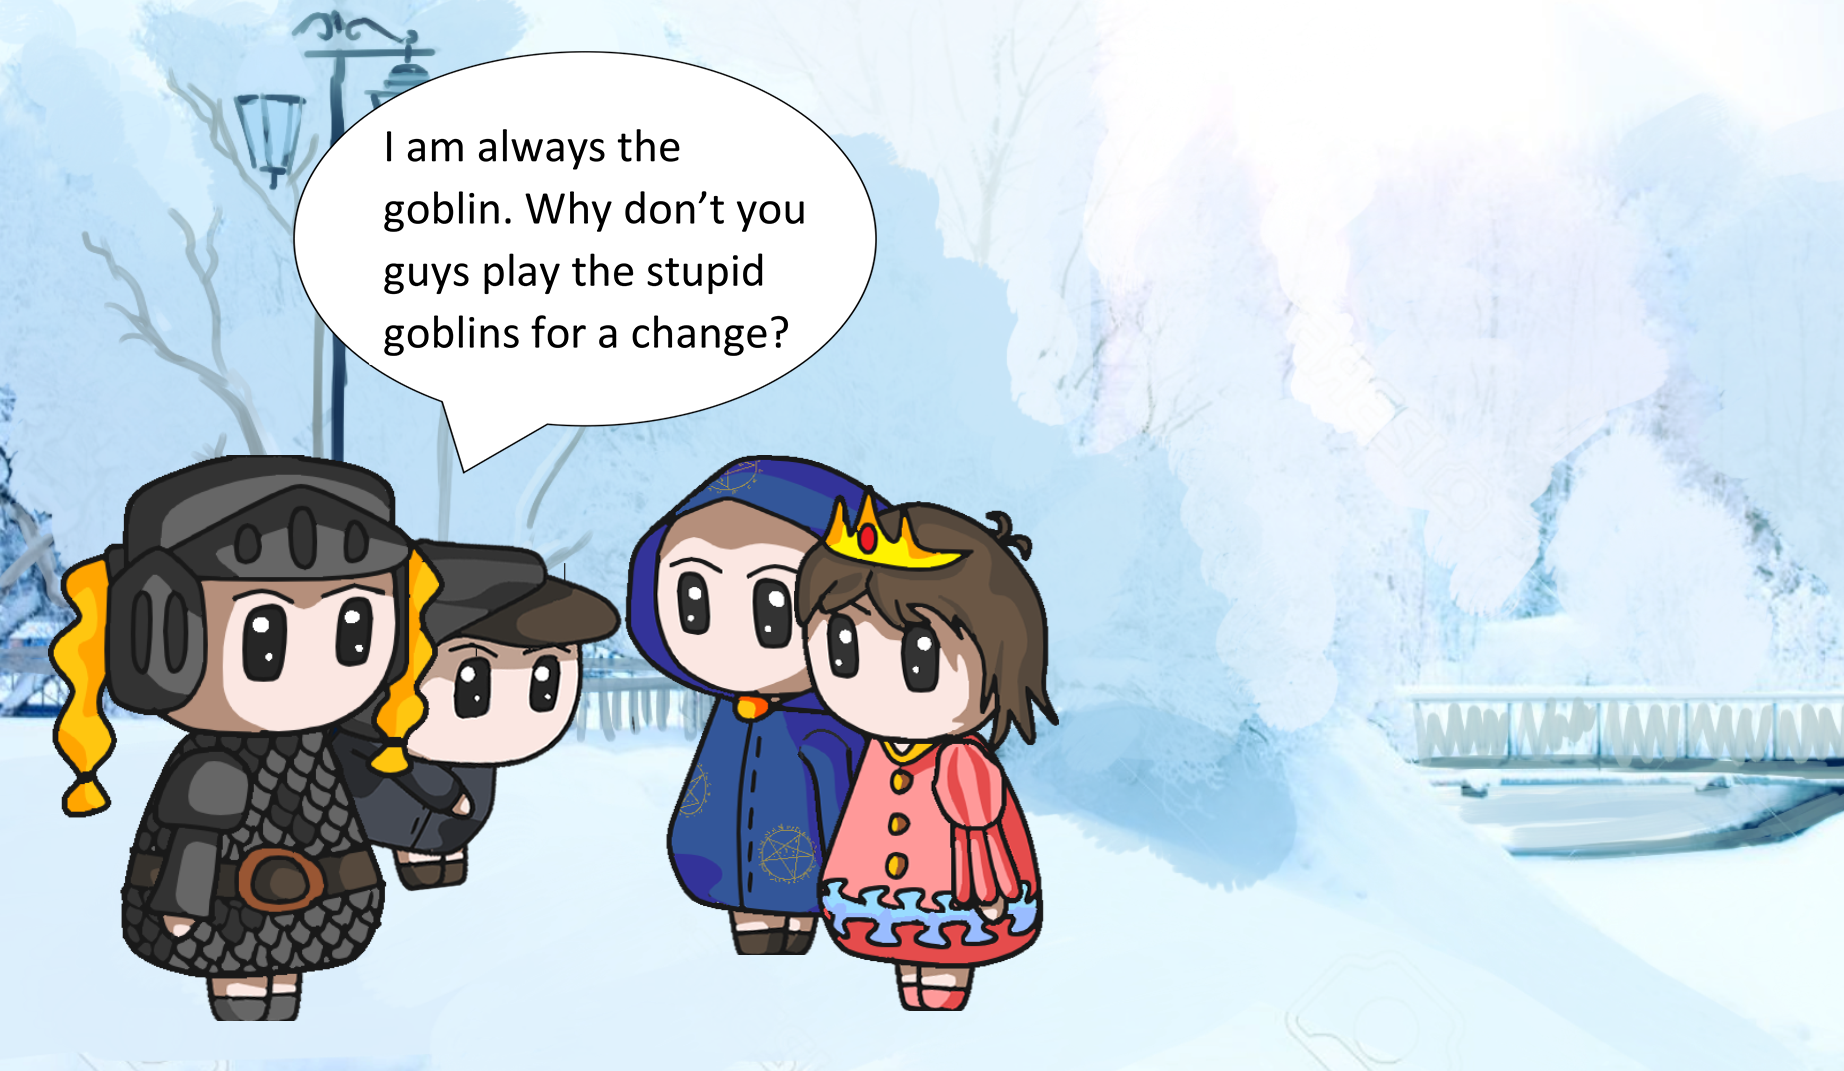 I am always the
goblin. Why don’t you
guys play the stupid
goblins for a change?